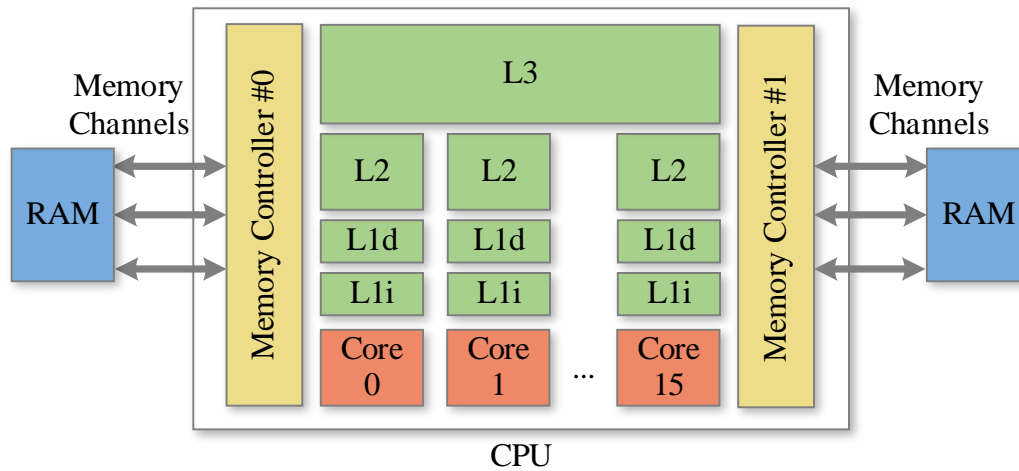 Memory
Channels
RAM
Memory Controller #0
L3
L2
L2
L2
L1d
L1d
L1d
L1i
L1i
L1i
Core
0
Core
1
...
Core
15
Memory Controller #1
Memory
Channels
RAM
CPU